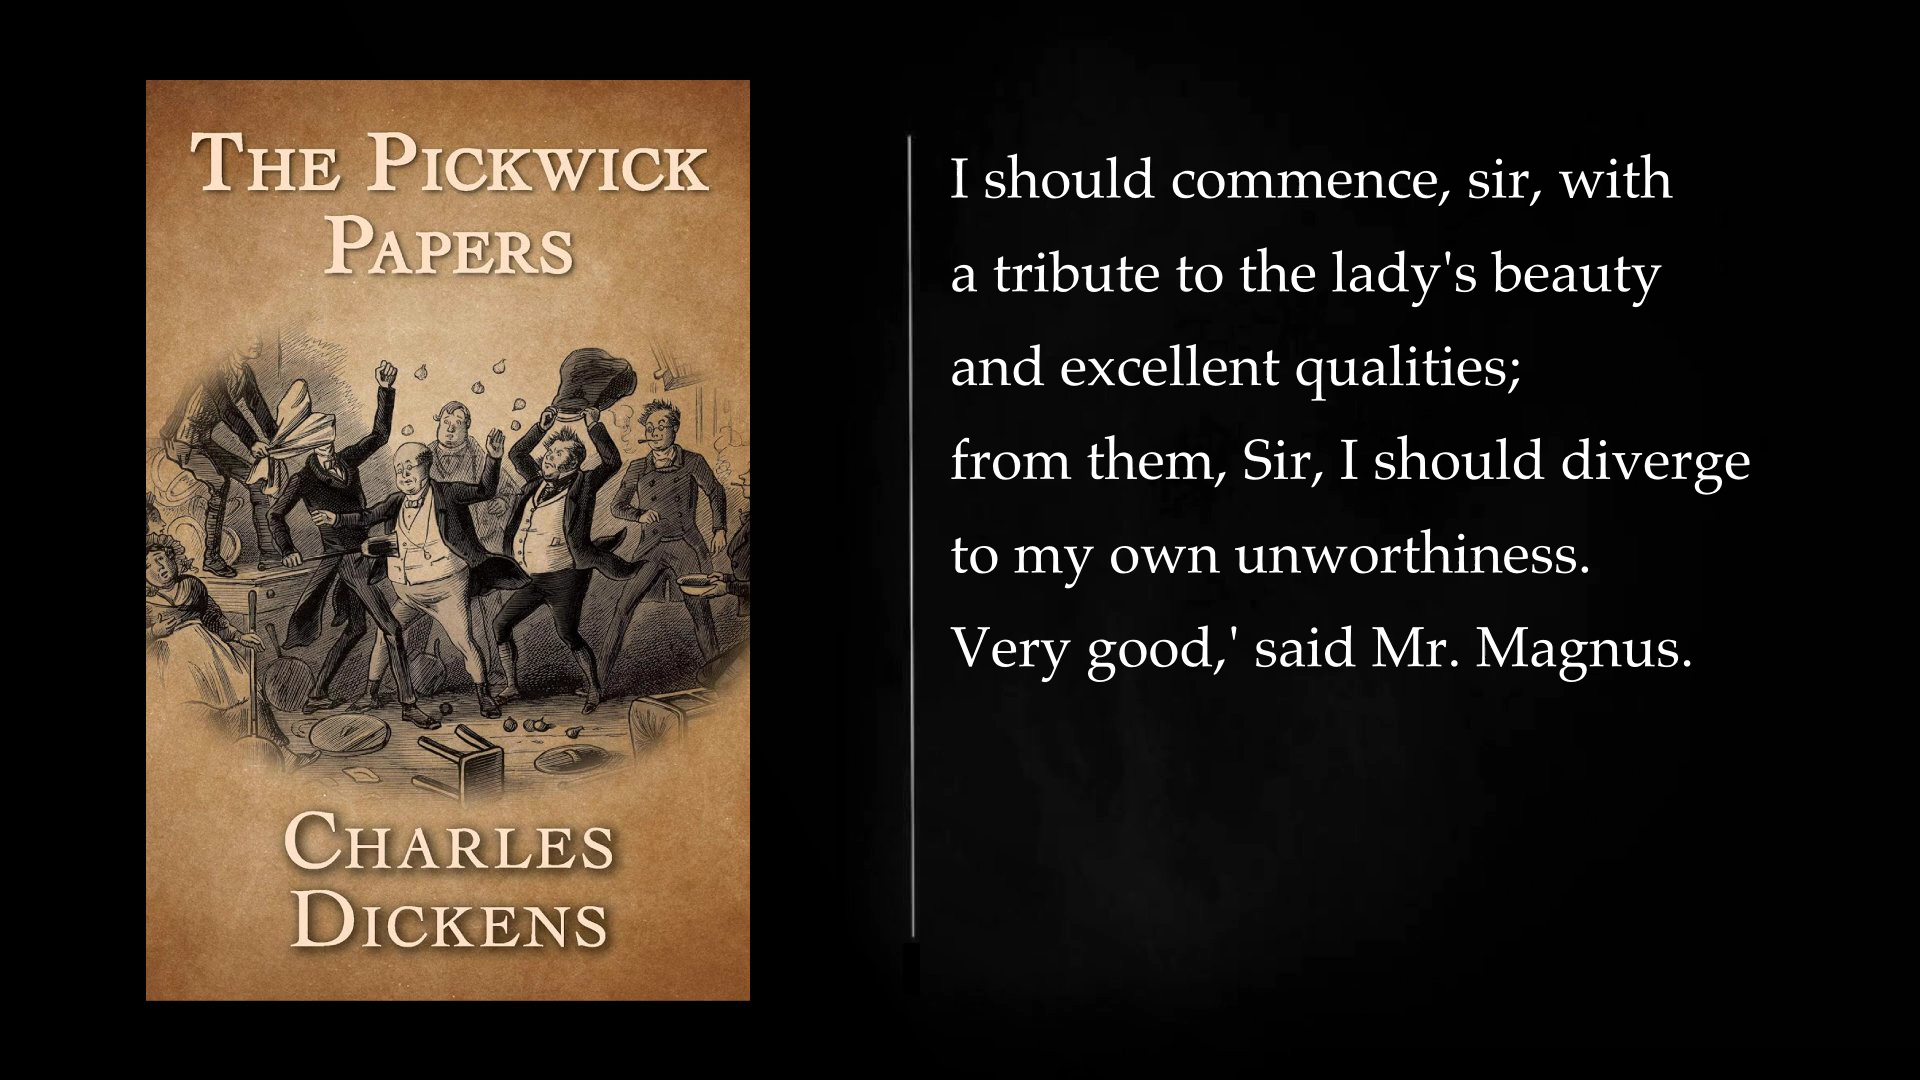 THE PICKWICK
PAPERS
CHARLES
DICKENS
I should commence, sir, with
a tribute to the lady's beauty
and excellent qualities;
from them, Sir, I should diverge
to my own unworthiness.
Very good,' said Mr. Magnus.